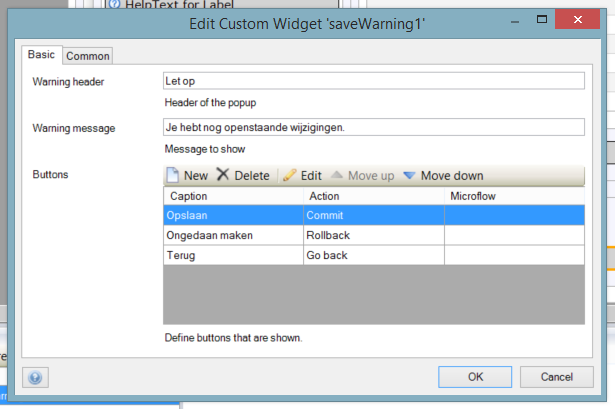 HelpText for Label
Edit Custom Widget 'saveWarning1'
Basic Common
Warning header Let op
Header of the popup
Warning message Je hebt nog openstaande wijzigingen.
Message to show
Buttons New Delete Edit Move up Move down
Caption Action Microflow
Opslaan Commit
Ongedaan maken Rollback
Terug Go back
Define buttons that are shown.
OK Cancel